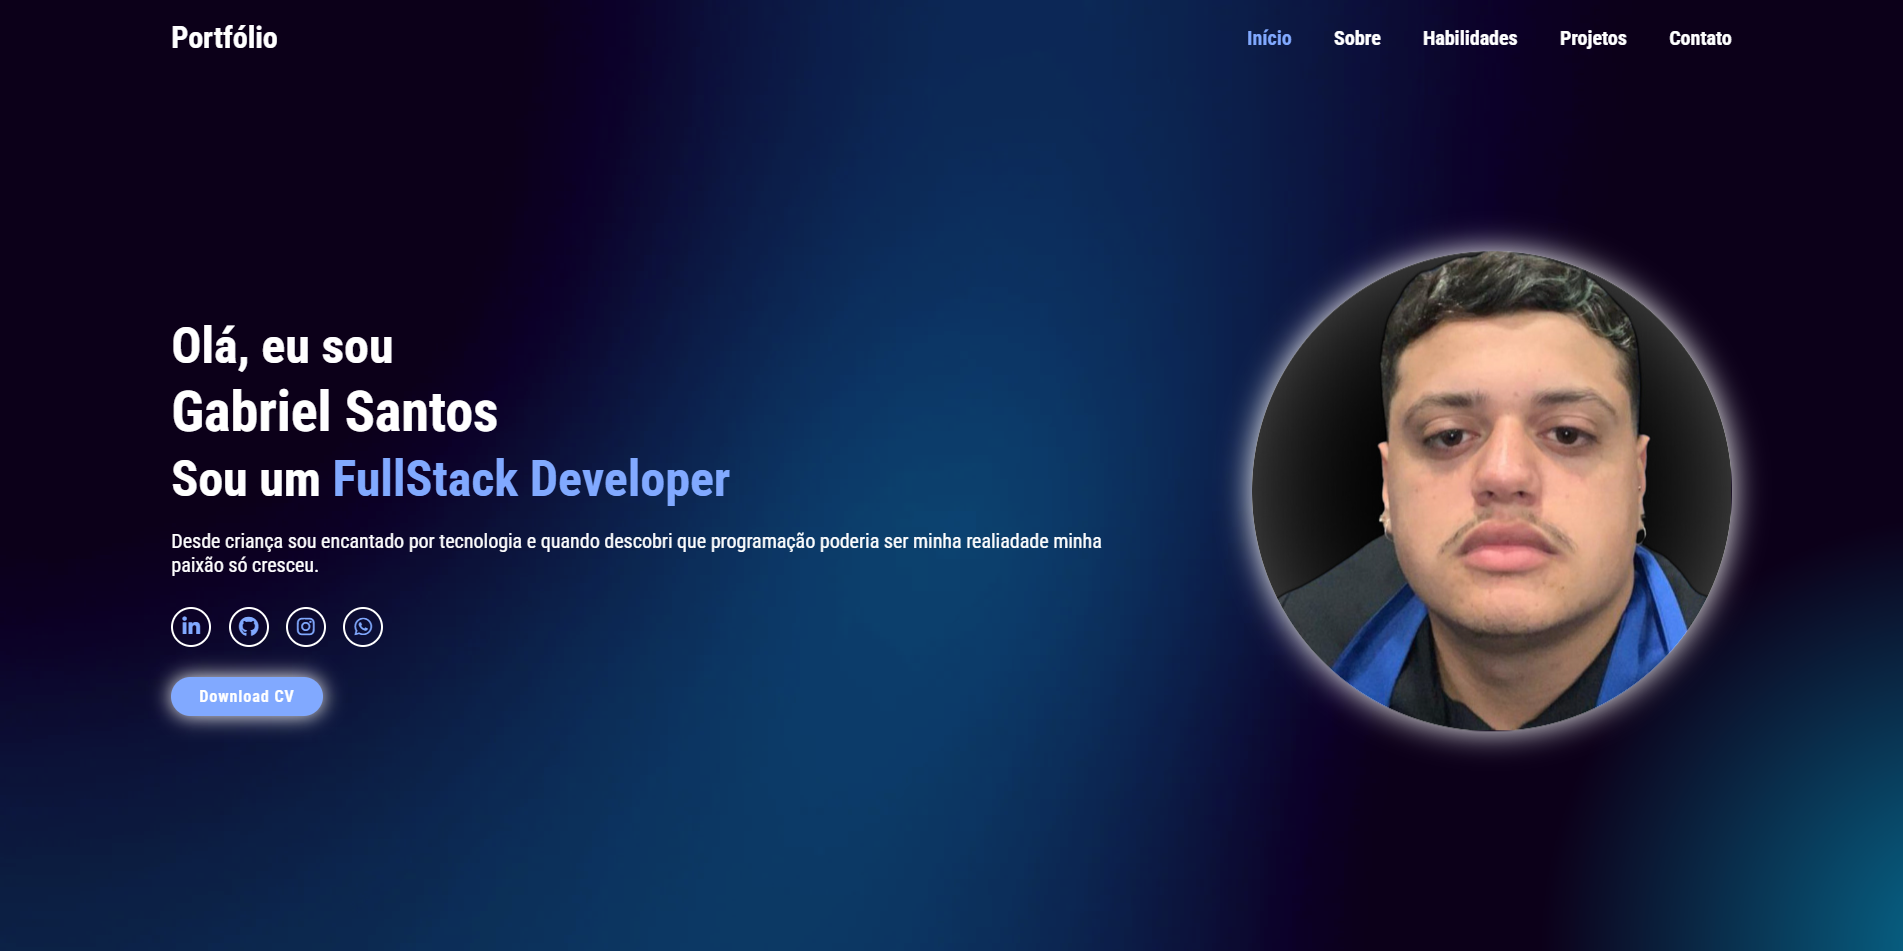 Portfólio
Início Sobre Habilidades Projetos Contato
Olá, eu sou
Gabriel Santos
Sou um FullStack Developer
Desde criança sou encantado por tecnologia e quando descobri que programação poderia ser minha realiadade minha
paixão só cresceu.
in
Download CV